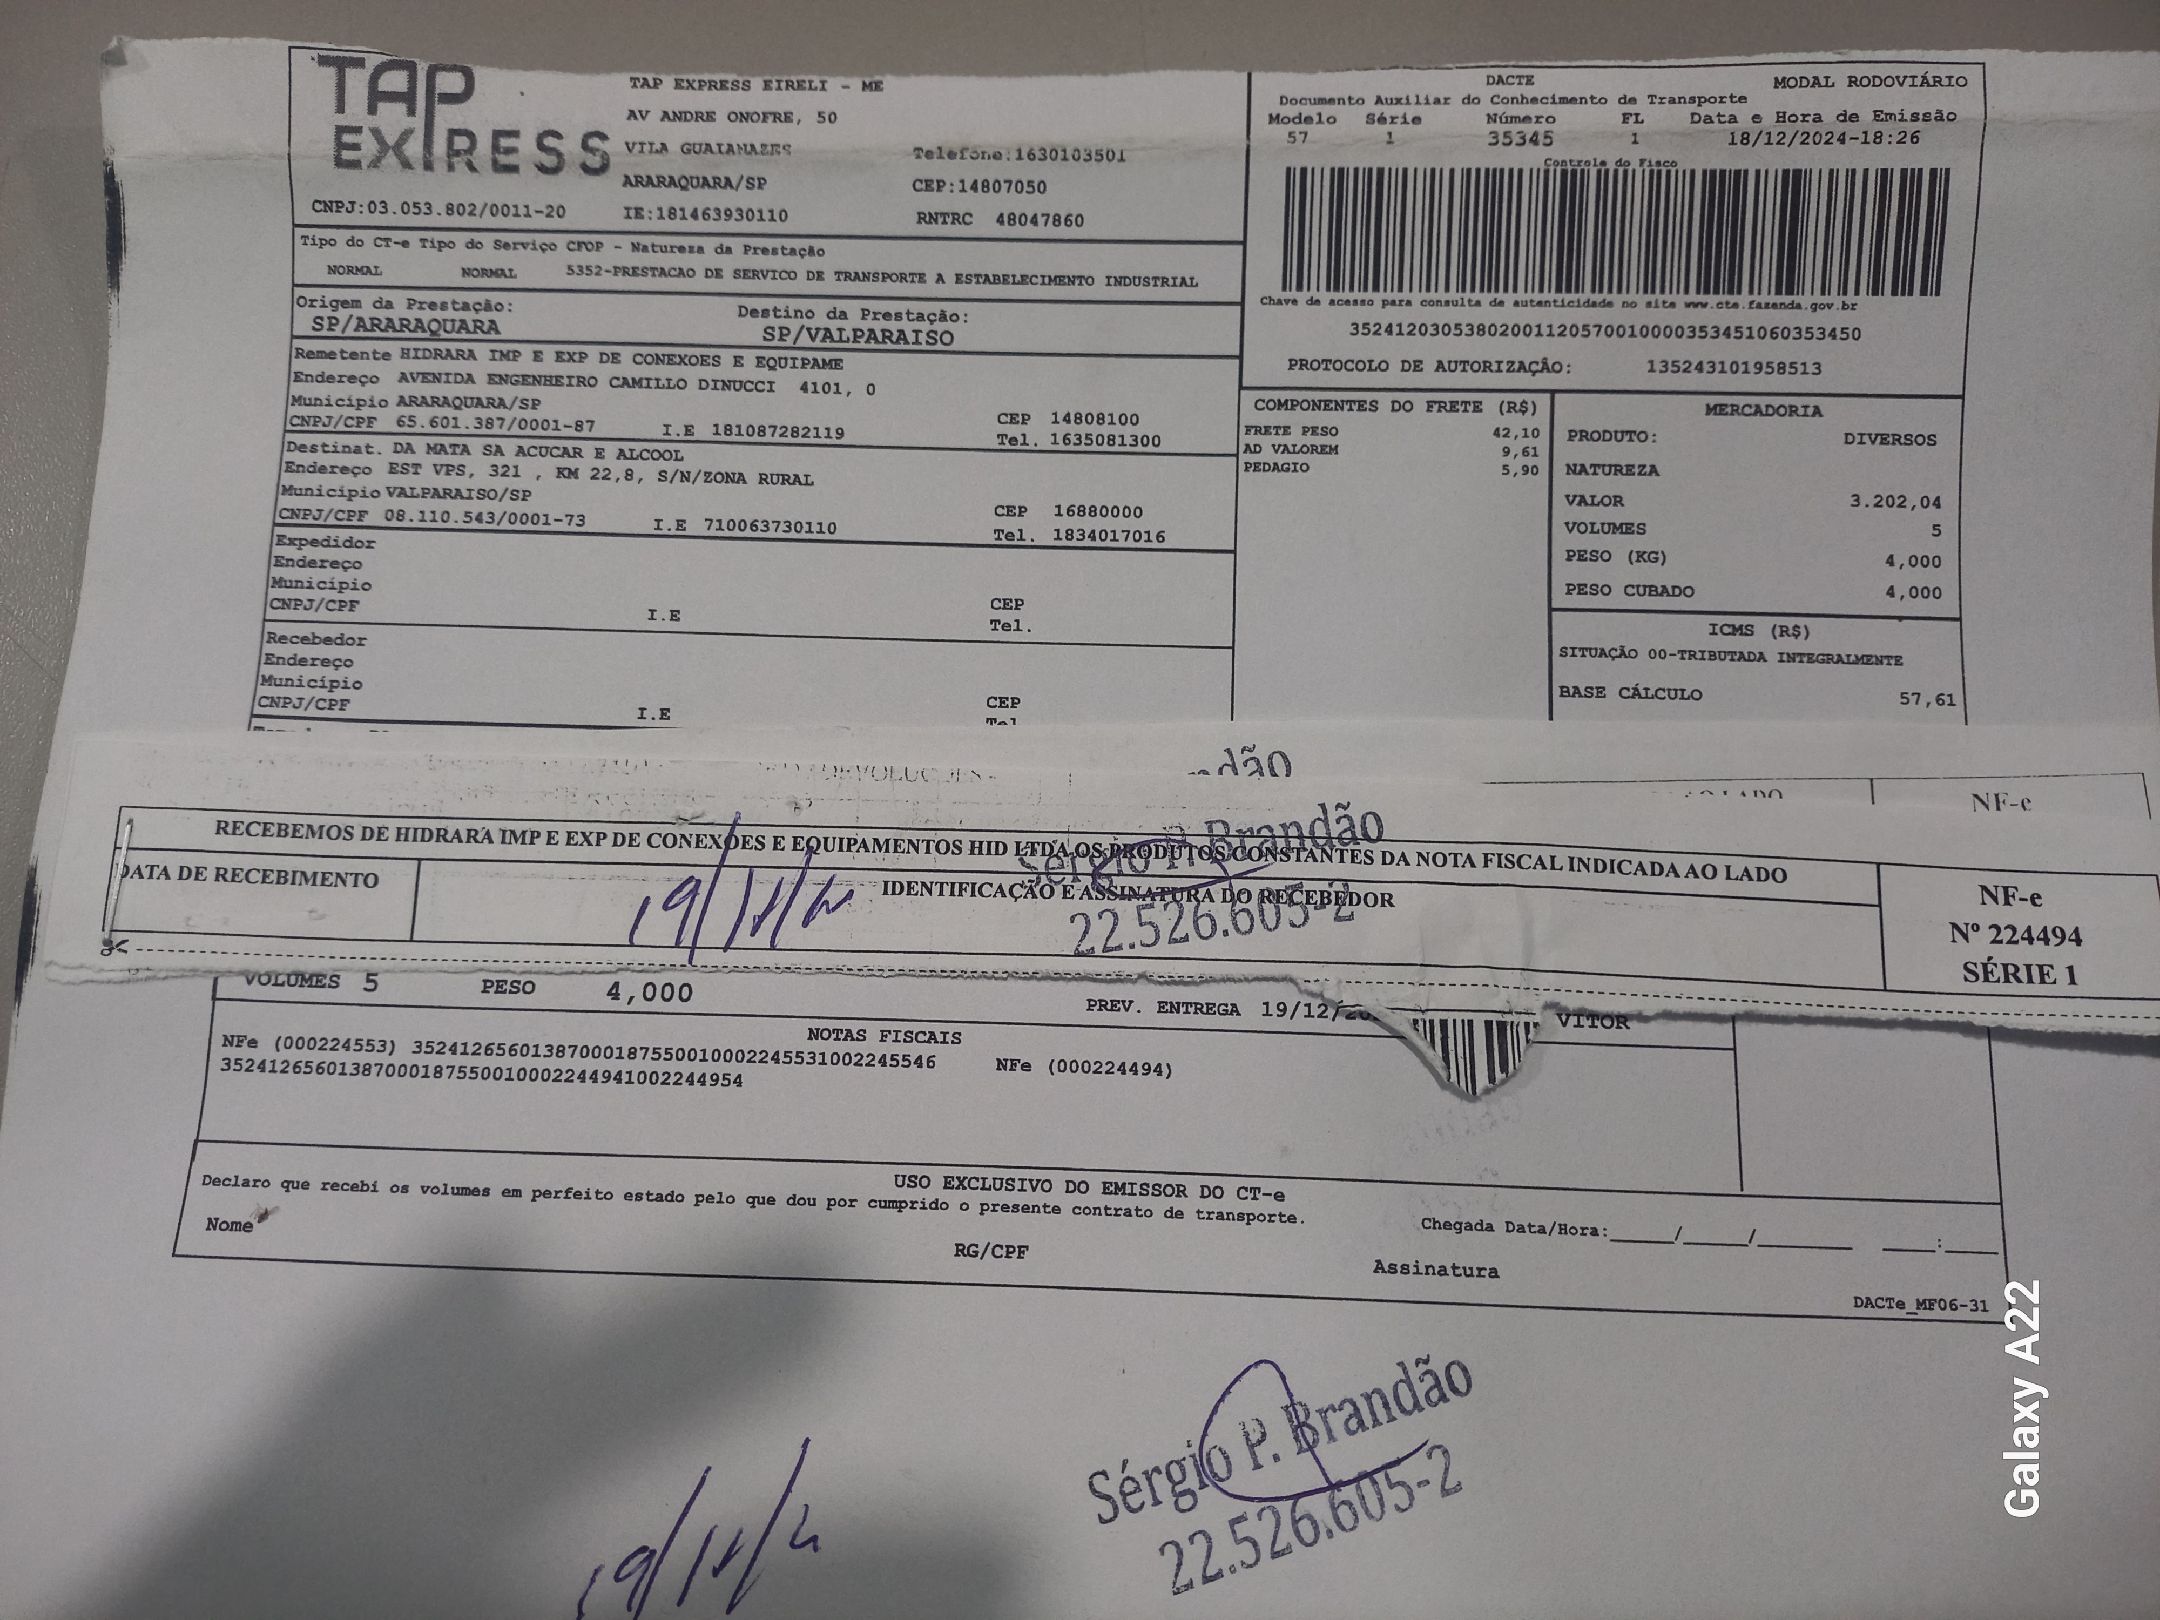 TAP EXPRESS
TAP EXPRESS EIRELI - ME
AV ANDRE ONOFRE, 50
VILA GUAIANAZES Telefone:1630103501
ARARAQUARA/SP CEP:14807050
CNPJ:03.053.802/0011-20 IE:181463930110 RNTRC 48047860
DACTE MODAL RODOVIÁRIO
Documento Auxiliar do Conhecimento de Transporte
Modelo Série Número FL Data e Hora de Emissão
57 1 35345 1 18/12/2024-18:26
Controle do Fisco
Chave de acesso para consulta de autenticidade no site www.cte.fazenda.gov.br
35241203053802001120570010000353451060353450
PROTOCOLO DE AUTORIZAÇÃO: 135243101958513
Tipo do CT-e Tipo do Serviço CFOP - Natureza da Prestação
NORMAL NORMAL 5352-PRESTACAO DE SERVICO DE TRANSPORTE A ESTABELECIMENTO INDUSTRIAL
Origem da Prestação: Destino da Prestação:
SP/ARARAQUARA SP/VALPARAISO
Remetente HIDRARA IMP E EXP DE CONEXOES E EQUIPAME
Endereço AVENIDA ENGENHEIRO CAMILLO DINUCCI 4101, 0
Município ARARAQUARA/SP CEP 14808100
CNPJ/CPF 65.601.387/0001-87 I.E 181087282119 Tel. 1635081300
Destinat. DA MATA SA ACUCAR E ALCOOL
Endereço EST VPS, 321 , KM 22,8, S/N/ZONA RURAL
Município VALPARAISO/SP CEP 16880000
CNPJ/CPF 08.110.543/0001-73 I.E 710063730110 Tel. 1834017016
Expedidor
Endereço
Município CEP
CNPJ/CPF I.E Tel.
Recebedor
Endereço
Município CEP
CNPJ/CPF I.E Tel
COMPONENTES DO FRETE (R$)
FRETE PESO 42,10
AD VALOREM 9,61
PEDAGIO 5,90
MERCADORIA
PRODUTO: DIVERSOS
NATUREZA
VALOR 3.202,04
VOLUMES 5
PESO (KG) 4,000
PESO CUBADO 4,000
ICMS (R$)
SITUAÇÃO 00-TRIBUTADA INTEGRALMENTE
BASE CÁLCULO 57,61
NF-e
RECEBEMOS DE HIDRARA IMP E EXP DE CONEXOES E EQUIPAMENTOS HID LTDA OS PRODUTOS CONSTANTES DA NOTA FISCAL INDICADA AO LADO
DATA DE RECEBIMENTO IDENTIFICAÇÃO E ASSINATURA DO RECEBEDOR
NF-e
Nº 224494
SÉRIE 1
Sérgio P. Brandão
22.526.605-2
VOLUMES 5 PESO 4,000 PREV. ENTREGA 19/12/ VITOR
NOTAS FISCAIS
NFe (000224553) 35241265601387000187550010002245531002245546 NFe (000224494)
35241265601387000187550010002244941002244954
USO EXCLUSIVO DO EMISSOR DO CT-e
Declaro que recebi os volumes em perfeito estado pelo que dou por cumprido o presente contrato de transporte.
Nome RG/CPF Assinatura Chegada Data/Hora:_____/_____/_______ ____:____
DACTe_MF06-31
Sérgio P. Brandão
22.526.605-2
Galaxy A22